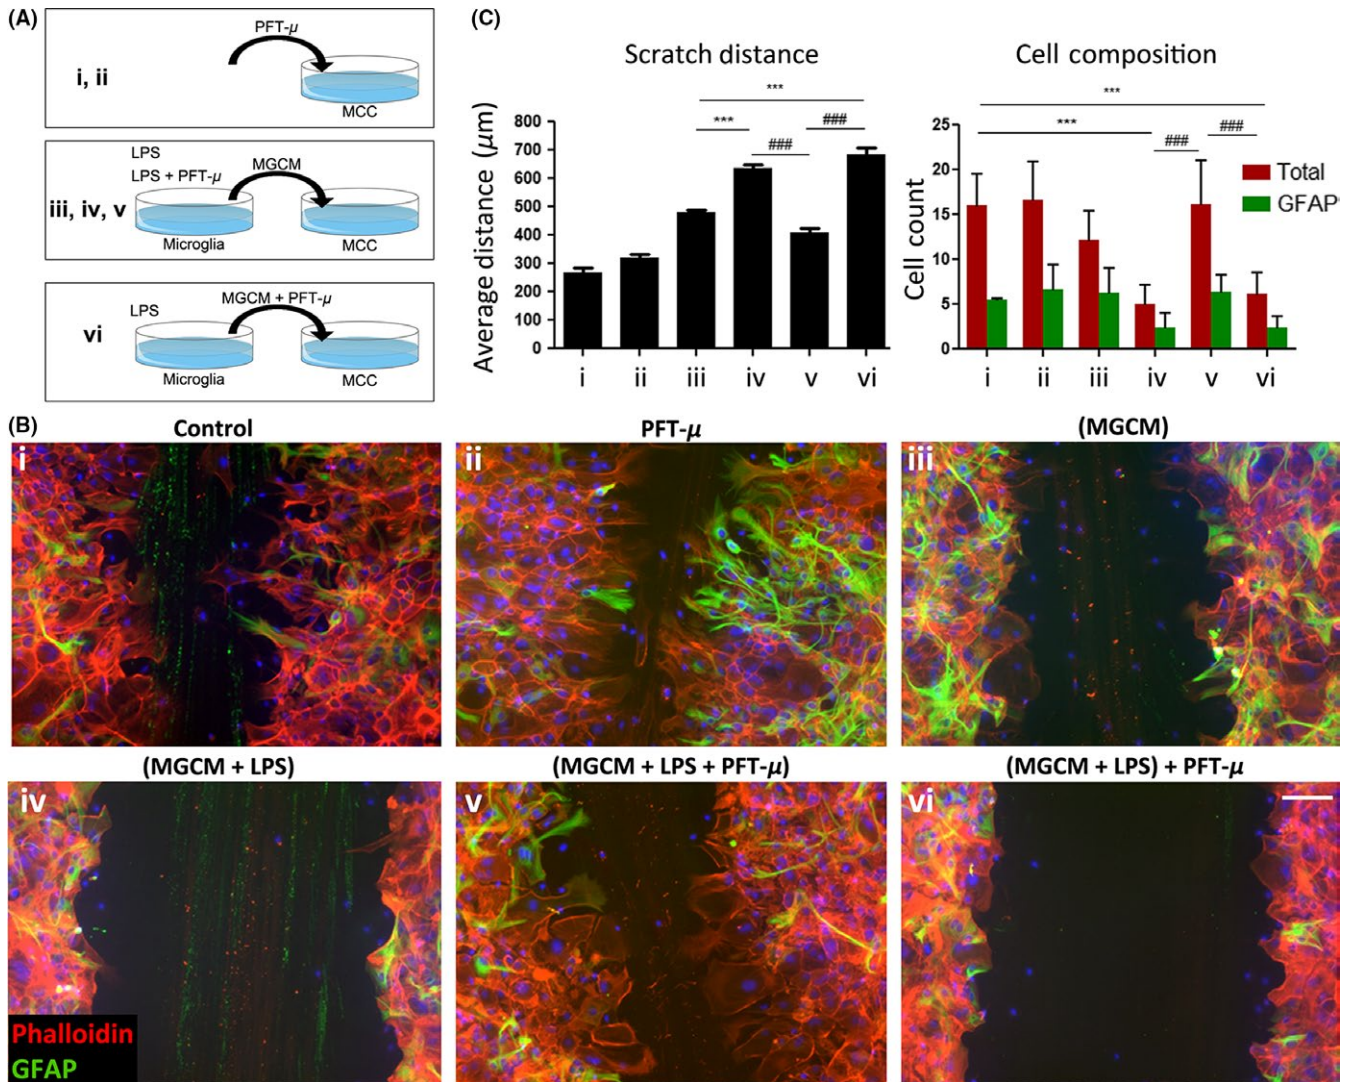 (A)
PFT-μ
i, ii
MCC
LPS
LPS + PFT-μ
MGCM
iii, iv, v
Microglia
MCC
LPS
MGCM + PFT-μ
vi
Microglia
MCC
(C)
Scratch distance
***
***
###
###
Average distance (μm)
800
700
600
500
400
300
200
100
0
i
ii
iii
iv
v
vi
Cell composition
***
***
###
###
Cell count
25
20
15
10
5
0
i
ii
iii
iv
v
vi
Total
GFAP
(B)
Control
PFT-μ
(MGCM)
i
ii
iii
(MGCM + LPS)
(MGCM + LPS + PFT-μ)
(MGCM + LPS) + PFT-μ
iv
v
vi
Phalloidin
GFAP